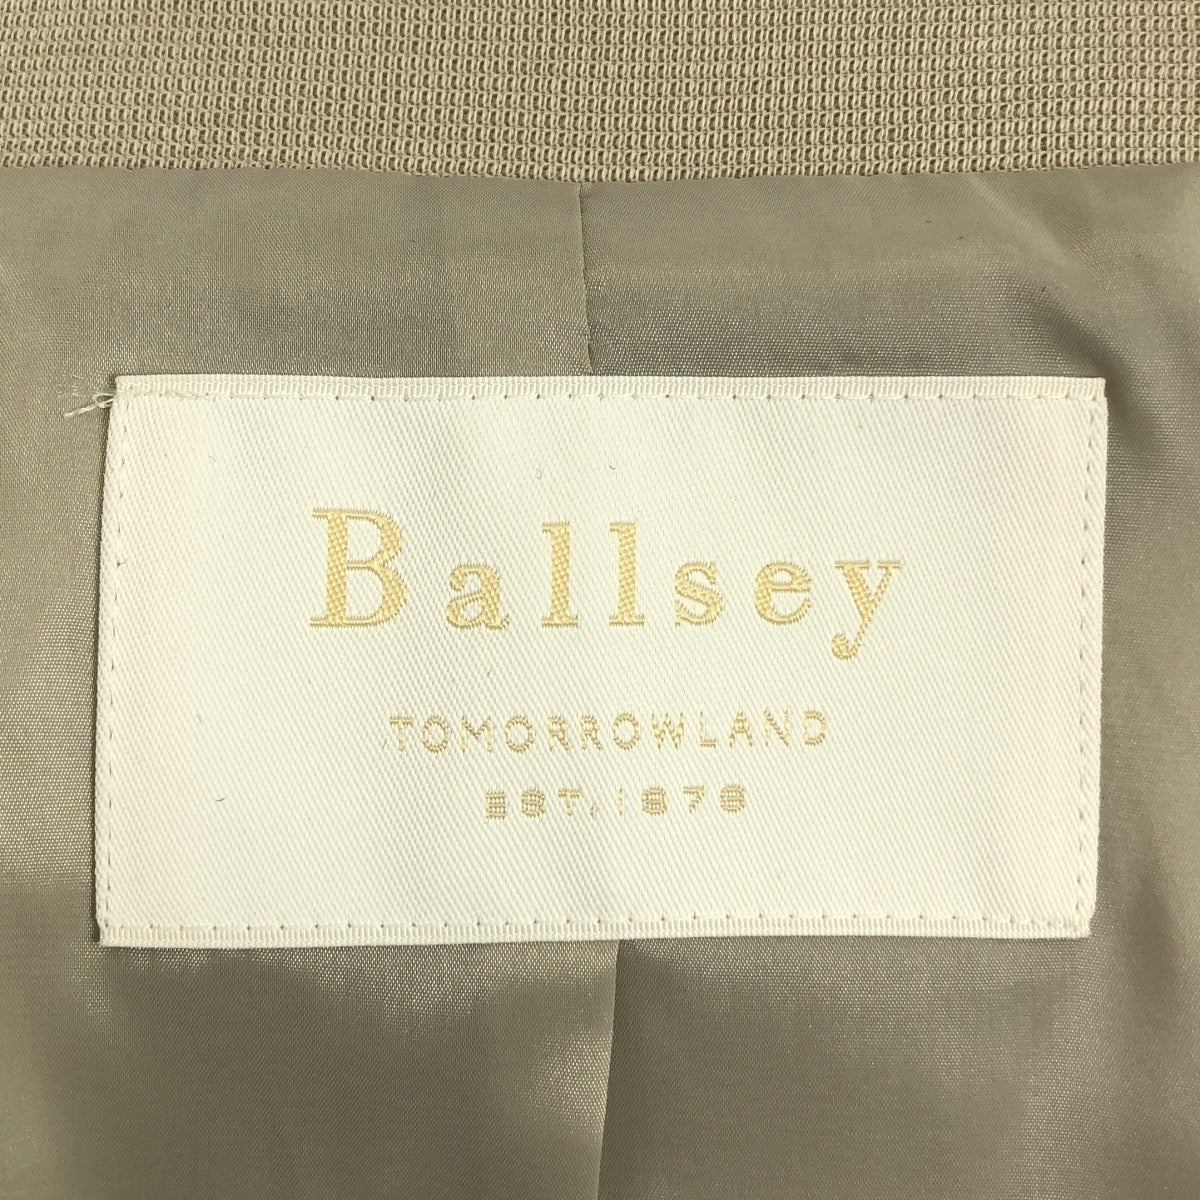 Ballsey
TOMORROWLAND
EST. 1978